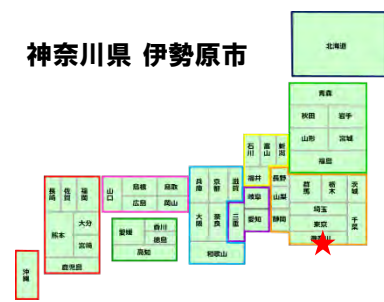 神奈川県 伊勢原市
北海道
青森
秋田 岩手
山形 宮城
福島
石川 富山 新潟
福井 長野
岐阜 山梨
愛知 静岡
群馬 栃木 茨城
埼玉
東京
千葉
兵庫 京都 滋賀
大阪 奈良 三重
和歌山
山口 島根 鳥取
広島 岡山
愛媛 香川
徳島
高知
長崎 佐賀 福岡
熊本 大分
宮崎
鹿児島
沖縄